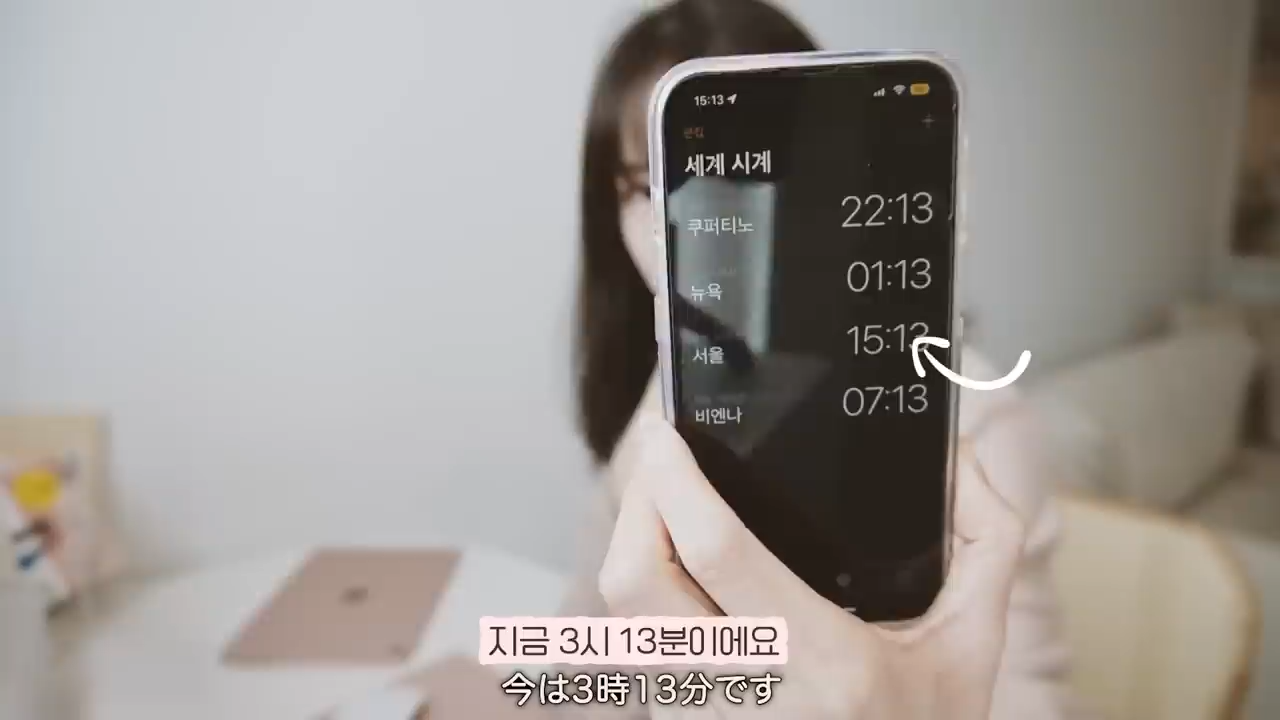 15:13
편집
세계 시계
쿠퍼티노 22:13
뉴욕 01:13
서울 15:13
비엔나 07:13
지금 3시 13분이에요
今は3時13分です